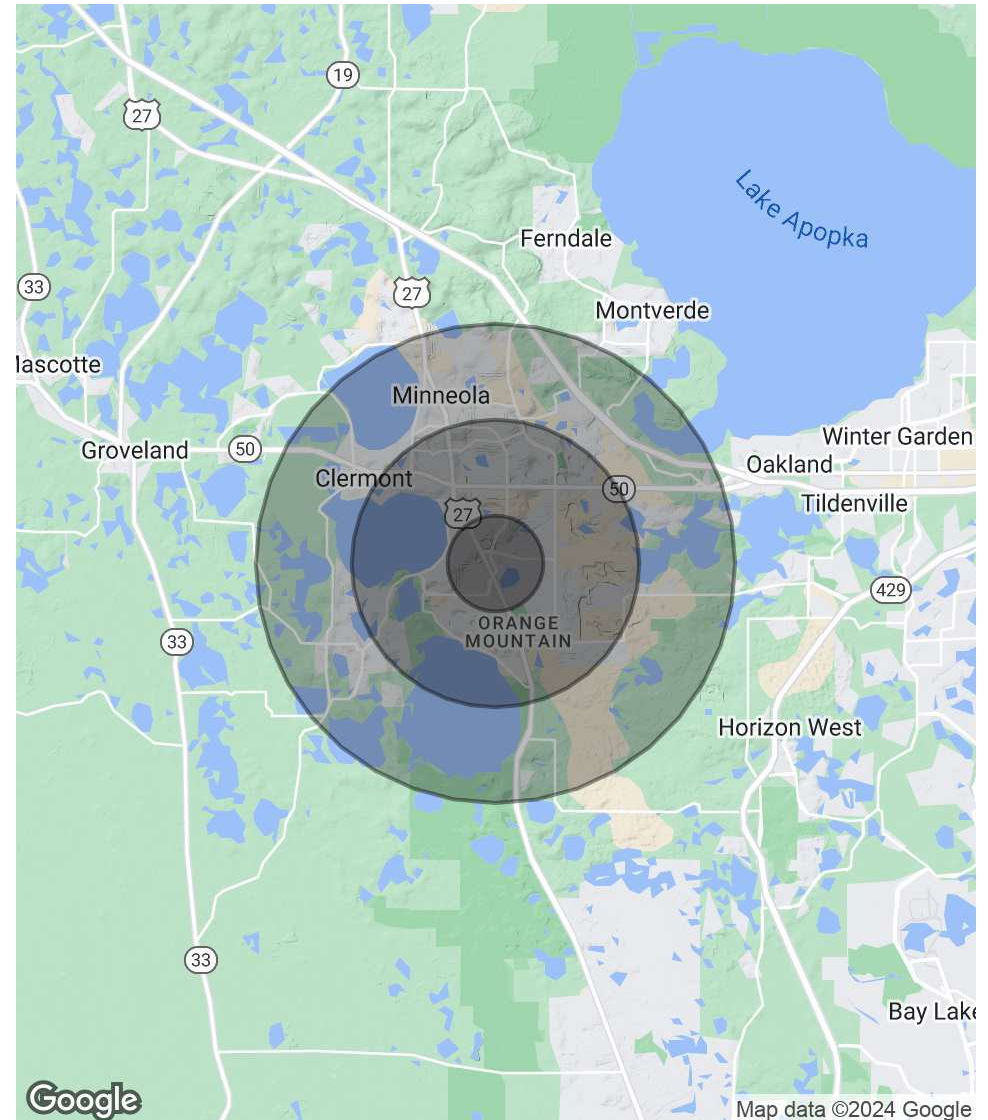 19
27
Lake Apopka
Ferndale
33
27
Montverde
Mascotte
Minneola
Winter Garden
Groveland
50
Oakland
Clermont
50
Tildenville
27
429
ORANGE
MOUNTAIN
33
Horizon West
33
Bay Lake
Google
Map data ©2024 Google